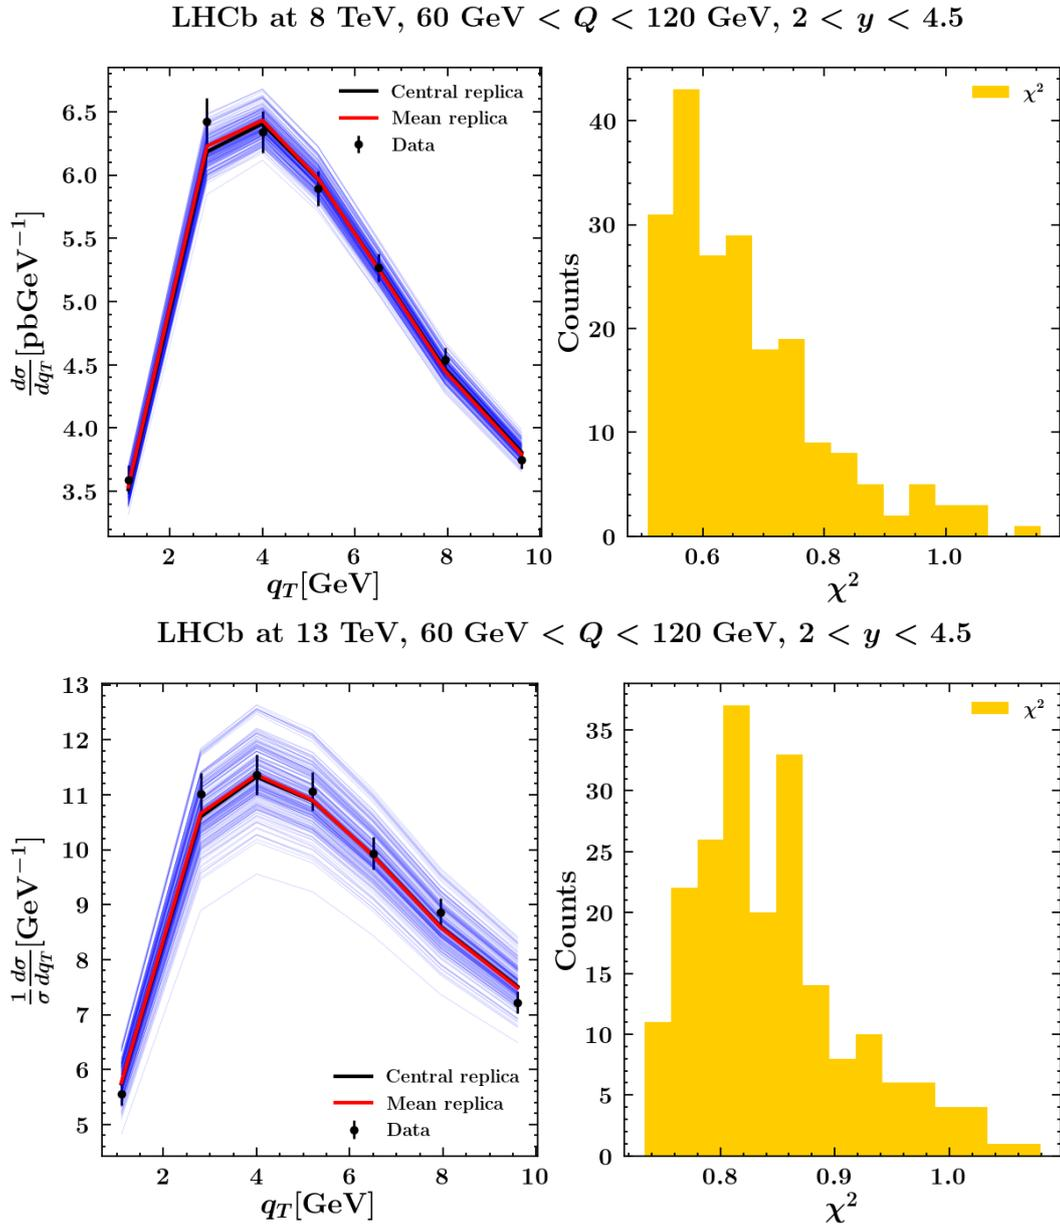 LHCb at 8 TeV, 60 GeV < Q < 120 GeV, 2 < y < 4.5
dσ/dq_T [pbGeV⁻¹]
6.5
6.0
5.5
5.0
4.5
4.0
3.5
Central replica
Mean replica
Data
2 4 6 8 10
q_T[GeV]
Counts
40
30
20
10
0
χ²
0.6 0.8 1.0
χ²
LHCb at 13 TeV, 60 GeV < Q < 120 GeV, 2 < y < 4.5
1/σ dσ/dq_T [GeV⁻¹]
13
12
11
10
9
8
7
6
5
Central replica
Mean replica
Data
2 4 6 8 10
q_T[GeV]
Counts
35
30
25
20
15
10
5
0
χ²
0.8 0.9 1.0
χ²